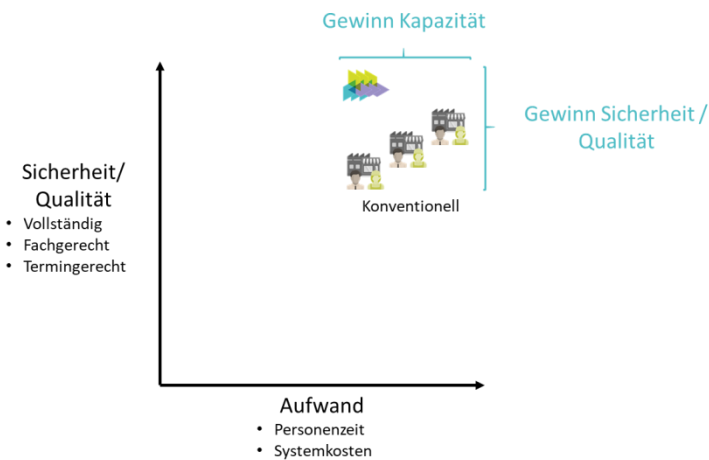 Gewinn Kapazität
Gewinn Sicherheit /
Qualität
Sicherheit/
Qualität
• Vollständig
• Fachgerecht
• Termingerecht
Konventionell
Aufwand
• Personenzeit
• Systemkosten